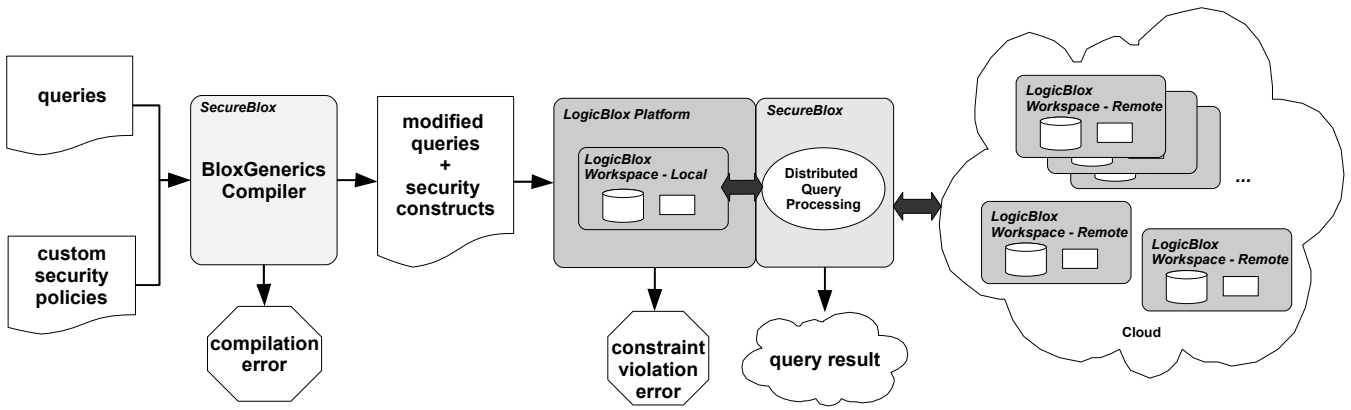 queries
custom
security
policies
SecureBlox
BloxGenerics
Compiler
compilation
error
modified
queries
+
security
constructs
LogicBlox Platform
LogicBlox
Workspace - Local
constraint
violation
error
SecureBlox
Distributed
Query
Processing
query result
LogicBlox
Workspace - Remote
...
LogicBlox
Workspace - Remote
LogicBlox
Workspace - Remote
Cloud